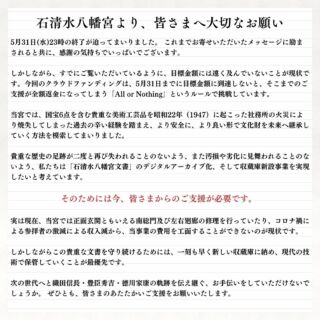 石清水八幡宮より、皆さまへ大切なお願い
5月31日(水)23時の終了が迫ってまいりました。 これまでお寄せいただいたメッセージに励ま
されると共に、感謝の気持ちでいっぱいでございます。
しかしながら、すでにご覧いただいているように、目標金額には遠く及んでいないことが現状で
す。今回のクラウドファンディングは、5月31日までに目標金額に到達しないと、そこまでのご
支援が全額返金になってしまう「All or Nothing」というルールで挑戦しています。
当宮では、国宝6点を含む貴重な美術工芸品を昭和22年（1947）に起こった社務所の火災によ
り焼失してしまった過去の辛い経験を踏まえ、より安全に、より良い形で文化財を未来へ継承し
ていく方法を模索してまいりました。
貴重な歴史の足跡が二度と再び失われることのないよう、また汚損や劣化に見舞われることのな
いよう、私たちは「石清水八幡宮文書」のデジタルアーカイブ化、そして収蔵庫新設事業を実現
したいと考えています。
そのためには今、皆さまからのご支援が必要です。
実は現在、当宮では正面玄関ともいえる南総門及び左右廻廊の修理を行っていたり、コロナ禍に
よる参拝者の激減による収入減から、当事業の費用を工面することができないのが現状です。
しかしながらこの貴重な文書を守り続けるためには、一刻も早く新しい収蔵庫に納め、現代の技
術で保管していくことが最優先です。
次の世代へと織田信長・豊臣秀吉・徳川家康の軌跡を伝え継ぐ、お手伝いをしていただけないで
しょうか。 ぜひとも、皆さまのあたたかいご支援をお願いいたします。